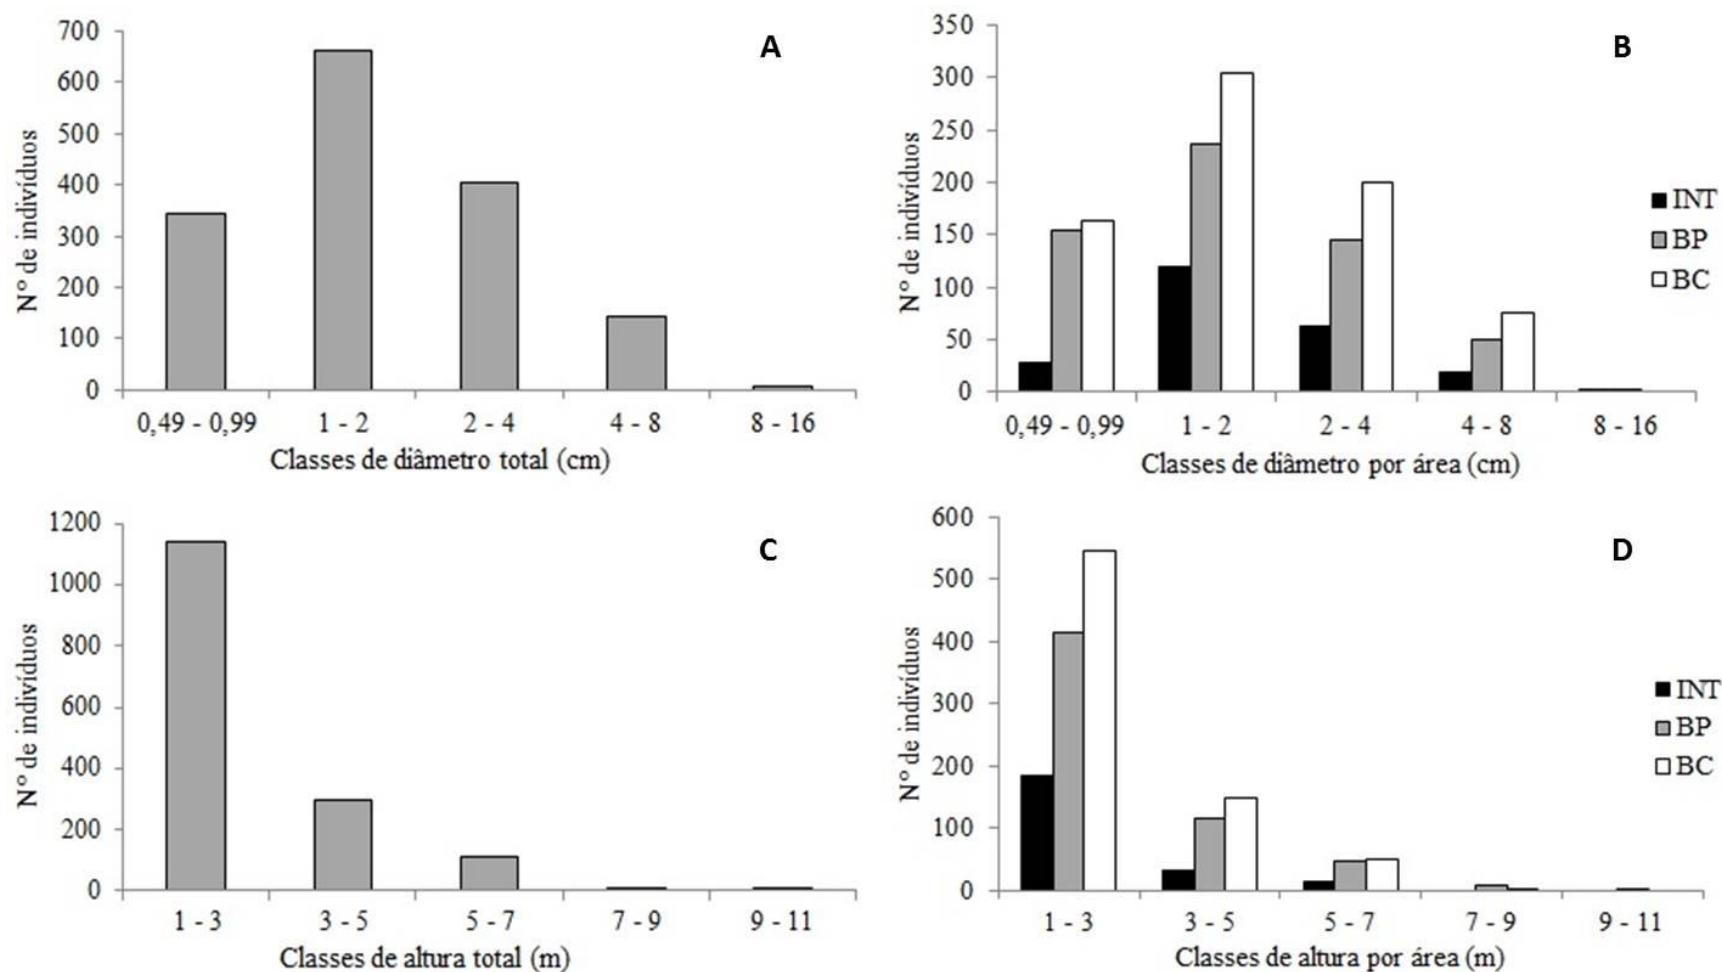 A
Nº de indivíduos
700
600
500
400
300
200
100
0
0,49 - 0,99 1 - 2 2 - 4 4 - 8 8 - 16
Classes de diâmetro total (cm)
B
Nº de indivíduos
350
300
250
200
150
100
50
0
INT
BP
BC
0,49 - 0,99 1 - 2 2 - 4 4 - 8 8 - 16
Classes de diâmetro por área (cm)
C
Nº de indivíduos
1200
1000
800
600
400
200
0
1 - 3 3 - 5 5 - 7 7 - 9 9 - 11
Classes de altura total (m)
D
Nº de indivíduos
600
500
400
300
200
100
0
INT
BP
BC
1 - 3 3 - 5 5 - 7 7 - 9 9 - 11
Classes de altura por área (m)